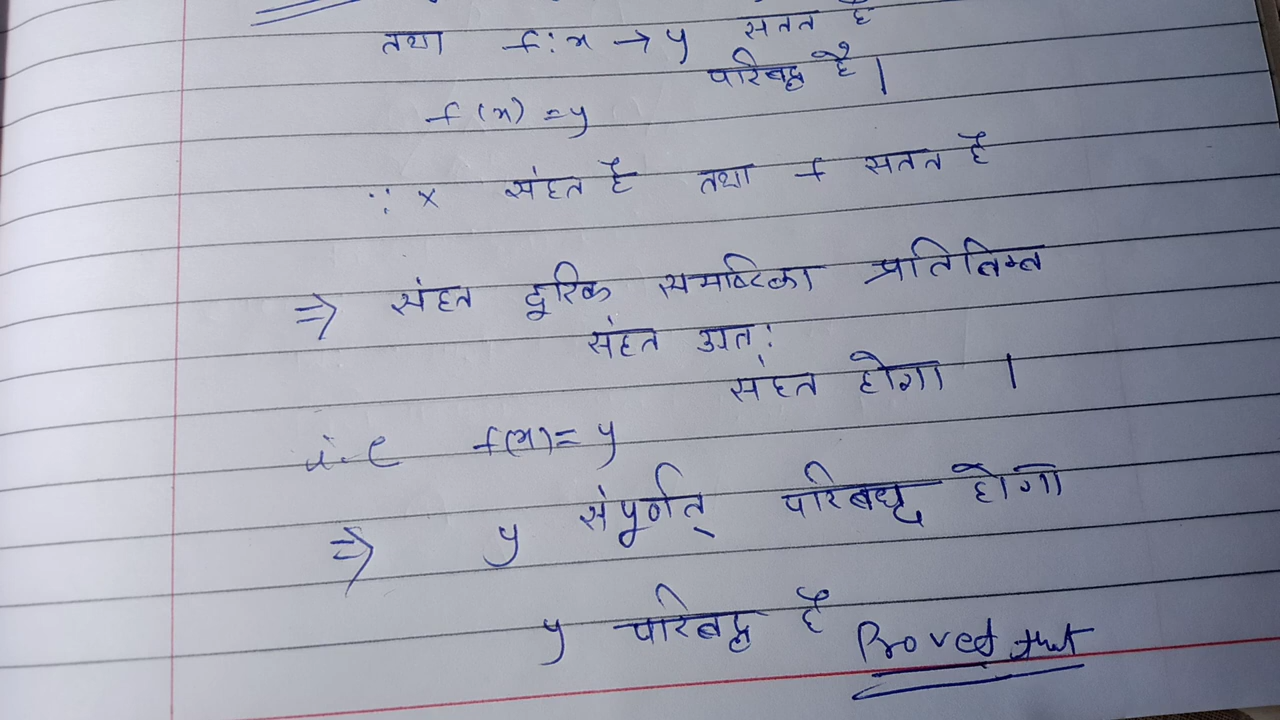 तथा f: x → y सतत है
परिबद्ध है।
f(x) = y
∵ x संहत है तथा f सतत है
⇒ संहत दूरिक समष्टिका प्रतिबिम्ब
संहत अत:
संहत होगा ।
i.e f(x) = y
⇒ y संपूर्णत् परिबध्द होगा
y परिबद्ध है Proved that